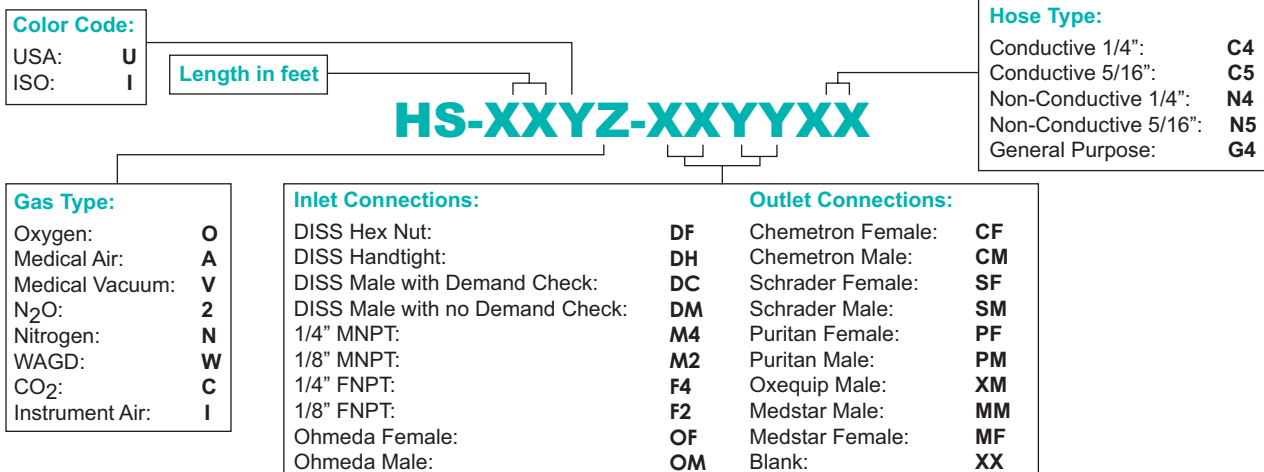 Color Code:
USA: U
ISO: I
Length in feet
Hose Type:
Conductive 1/4”: C4
Conductive 5/16”: C5
Non-Conductive 1/4”: N4
Non-Conductive 5/16”: N5
General Purpose: G4
HS-XXYZ-XXYYXX
Gas Type:
Oxygen: O
Medical Air: A
Medical Vacuum: V
N2O: 2
Nitrogen: N
WAGD: W
CO2: C
Instrument Air: I
Inlet Connections:
DISS Hex Nut: DF
DISS Handtight: DH
DISS Male with Demand Check: DC
DISS Male with no Demand Check: DM
1/4” MNPT: M4
1/8” MNPT: M2
1/4” FNPT: F4
1/8” FNPT: F2
Ohmeda Female: OF
Ohmeda Male: OM
Outlet Connections:
Chemetron Female: CF
Chemetron Male: CM
Schrader Female: SF
Schrader Male: SM
Puritan Female: PF
Puritan Male: PM
Oxequip Male: XM
Medstar Male: MM
Medstar Female: MF
Blank: XX